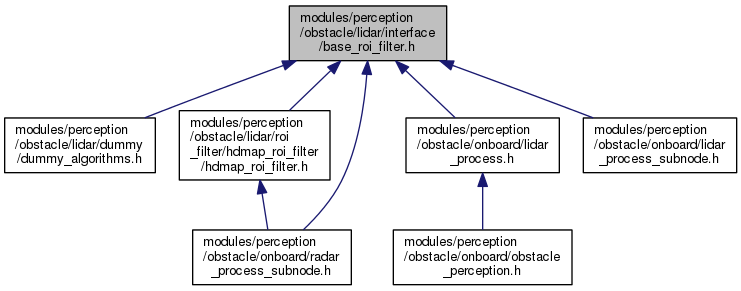 modules/perception
/obstacle/lidar/interface
/base_roi_filter.h
modules/perception
/obstacle/lidar/dummy
/dummy_algorithms.h
modules/perception
/obstacle/lidar/roi
_filter/hdmap_roi_filter
/hdmap_roi_filter.h
modules/perception
/obstacle/onboard/lidar
_process.h
modules/perception
/obstacle/onboard/lidar
_process_subnode.h
modules/perception
/obstacle/onboard/radar
_process_subnode.h
modules/perception
/obstacle/onboard/obstacle
_perception.h